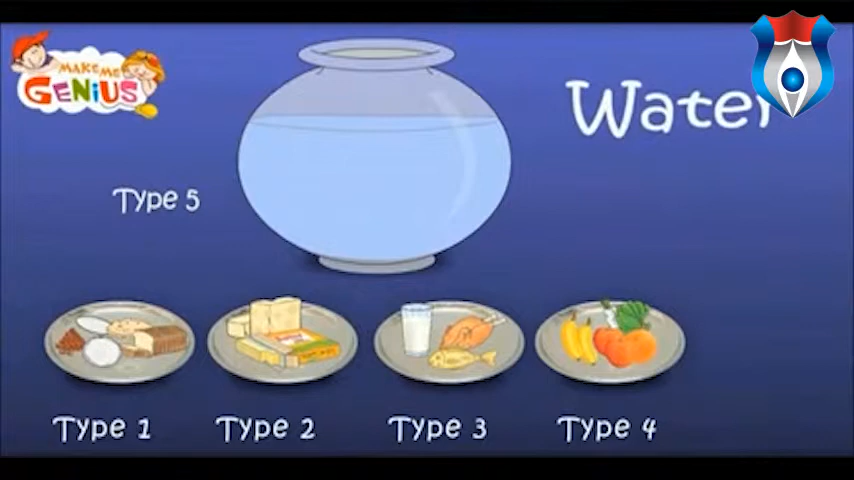 MAKE ME
GENiUS
Water
Type 5
Type 1
Type 2
Type 3
Type 4